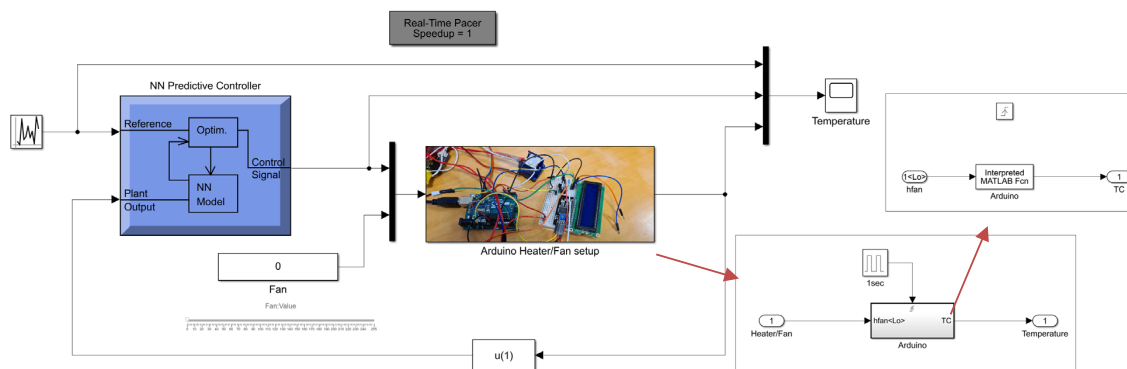 Real-Time Pacer
Speedup = 1
NN Predictive Controller
Reference
Optim.
Control
Signal
Plant
Output
NN
Model
Temperature
Arduino Heater/Fan setup
0
Fan
Fan:Value
u(1)
1<Lo>
hfan
Interpreted
MATLAB Fcn
Arduino
1
TC
1sec
1
Heater/Fan
hfan<Lo>
TC
Arduino
1
Temperature